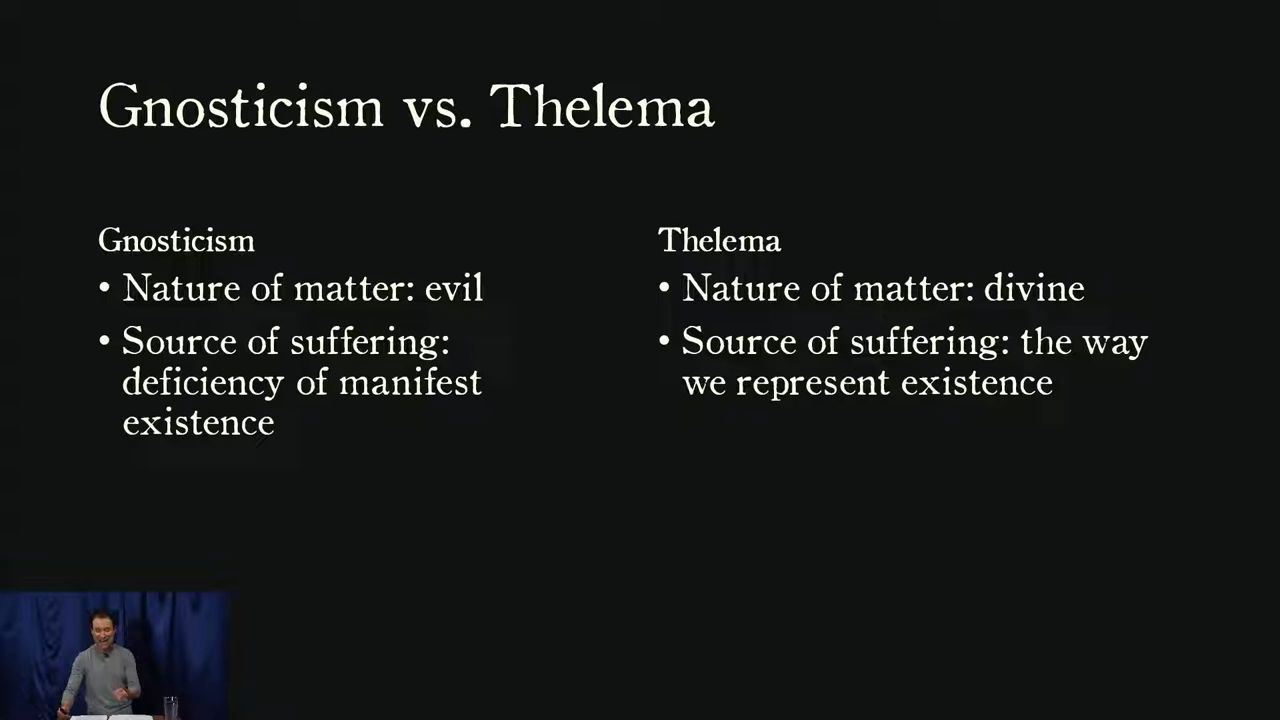 Gnosticism vs. Thelema
Gnosticism
• Nature of matter: evil
• Source of suffering:
deficiency of manifest
existence
Thelema
• Nature of matter: divine
• Source of suffering: the way
we represent existence